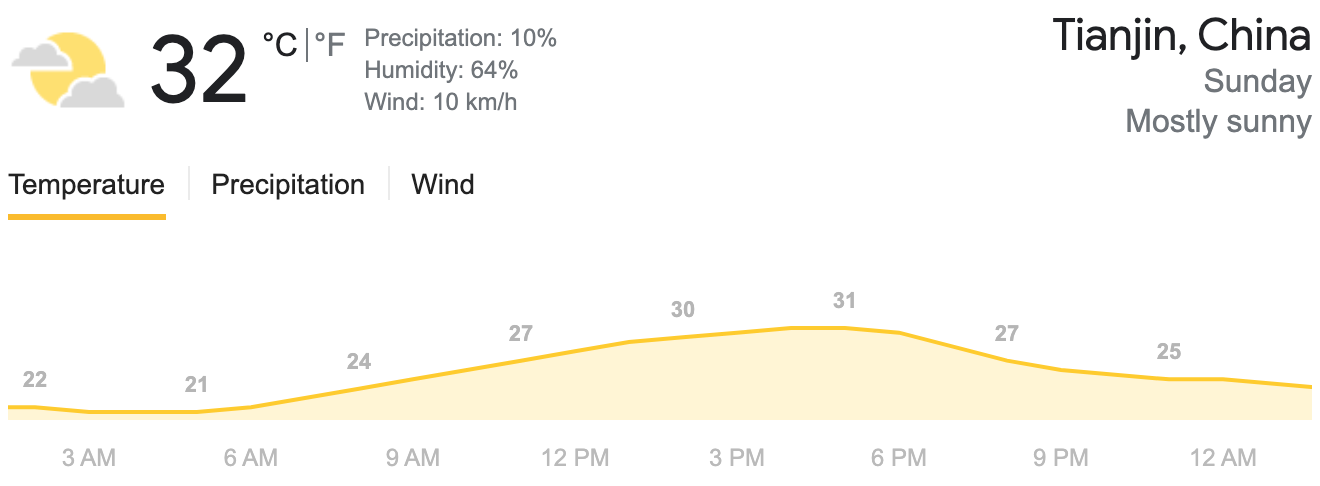 32 °C | °F
Precipitation: 10%
Humidity: 64%
Wind: 10 km/h
Tianjin, China
Sunday
Mostly sunny
Temperature | Precipitation | Wind
22 21 24 27 30 31 27 25
3 AM 6 AM 9 AM 12 PM 3 PM 6 PM 9 PM 12 AM